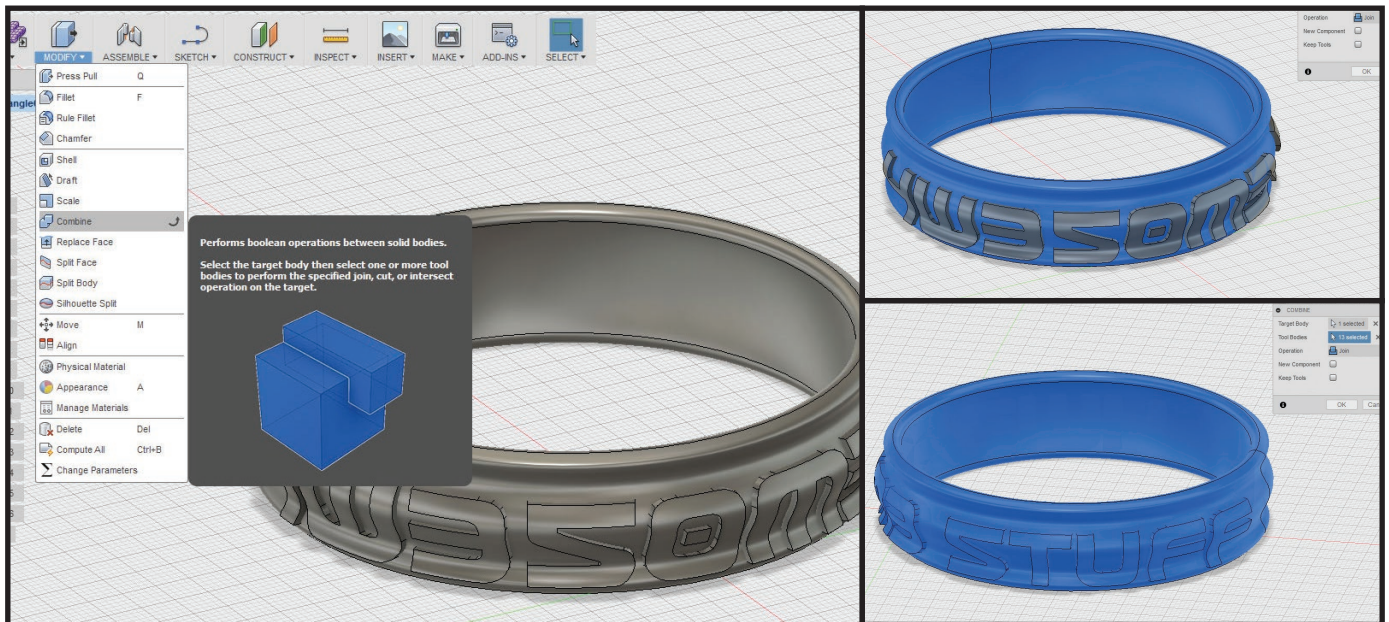 MODIFY
ASSEMBLE
SKETCH
CONSTRUCT
INSPECT
INSERT
MAKE
ADD-INS
SELECT
Press Pull Q
Fillet F
Rule Fillet
Chamfer
Shell
Draft
Scale
Combine
Replace Face
Split Face
Split Body
Silhouette Split
Move M
Align
Physical Material
Appearance A
Manage Materials
Delete Del
Compute All Ctrl+B
Change Parameters
Performs boolean operations between solid bodies.
Select the target body then select one or more tool
bodies to perform the specified join, cut, or intersect
operation on the target.
Operation Join
New Component
Keep Tools
OK
COMBINE
Target Body 1 selected
Tool Bodies 13 selected
Operation Join
New Component
Keep Tools
OK Can
STUFF